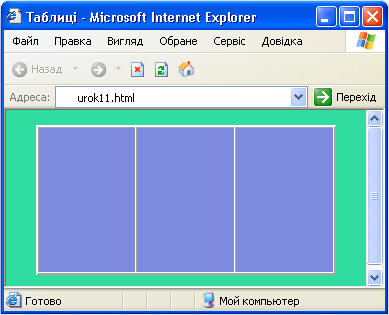 Таблиці - Microsoft Internet Explorer
Файл Правка Вигляд Обране Сервіс Довідка
Назад
Адреса: urok11.html Перехід
Готово Мой компьютер